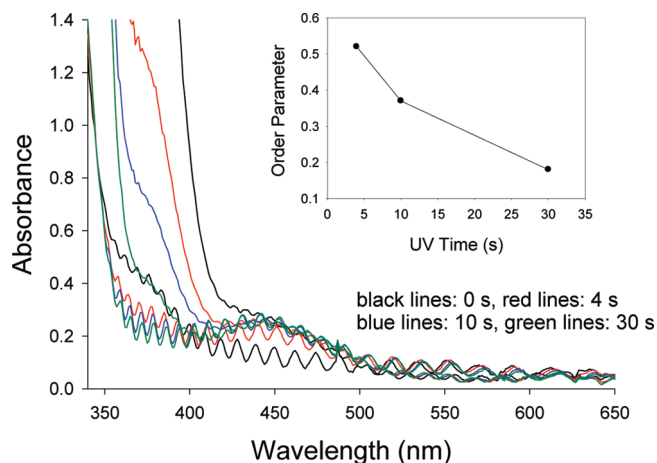 1.4
1.2
1.0
0.8
0.6
0.4
0.2
0.0
Absorbance
350 400 450 500 550 600 650
Wavelength (nm)
0.6
0.5
0.4
0.3
0.2
0.1
Order Parameter
0 5 10 15 20 25 30 35
UV Time (s)
black lines: 0 s, red lines: 4 s
blue lines: 10 s, green lines: 30 s